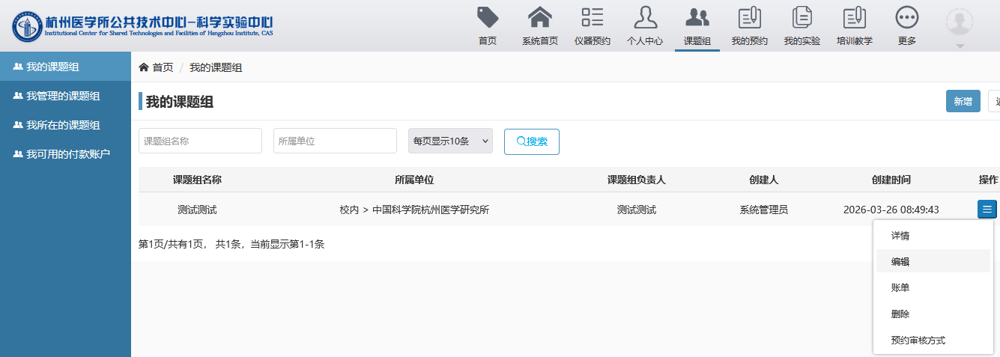 杭州医学所公共技术中心-科学实验中心
Institutional Center for Shared Technologies and Facilities of Hangzhou Institute, CAS
首页 系统首页 仪器预约 个人中心 课题组 我的预约 我的实验 培训教学 更多
我的课题组
我管理的课题组
我所在的课题组
我可用的付款账户
首页 / 我的课题组
我的课题组
新增
课题组名称 所属单位 每页显示10条 搜索
课题组名称 所属单位 课题组负责人 创建人 创建时间 操作
测试测试 校内 > 中国科学院杭州医学研究所 测试测试 系统管理员 2026-03-26 08:49:43
第1页/共有1页， 共1条，当前显示第1-1条
详情
编辑
账单
删除
预约审核方式